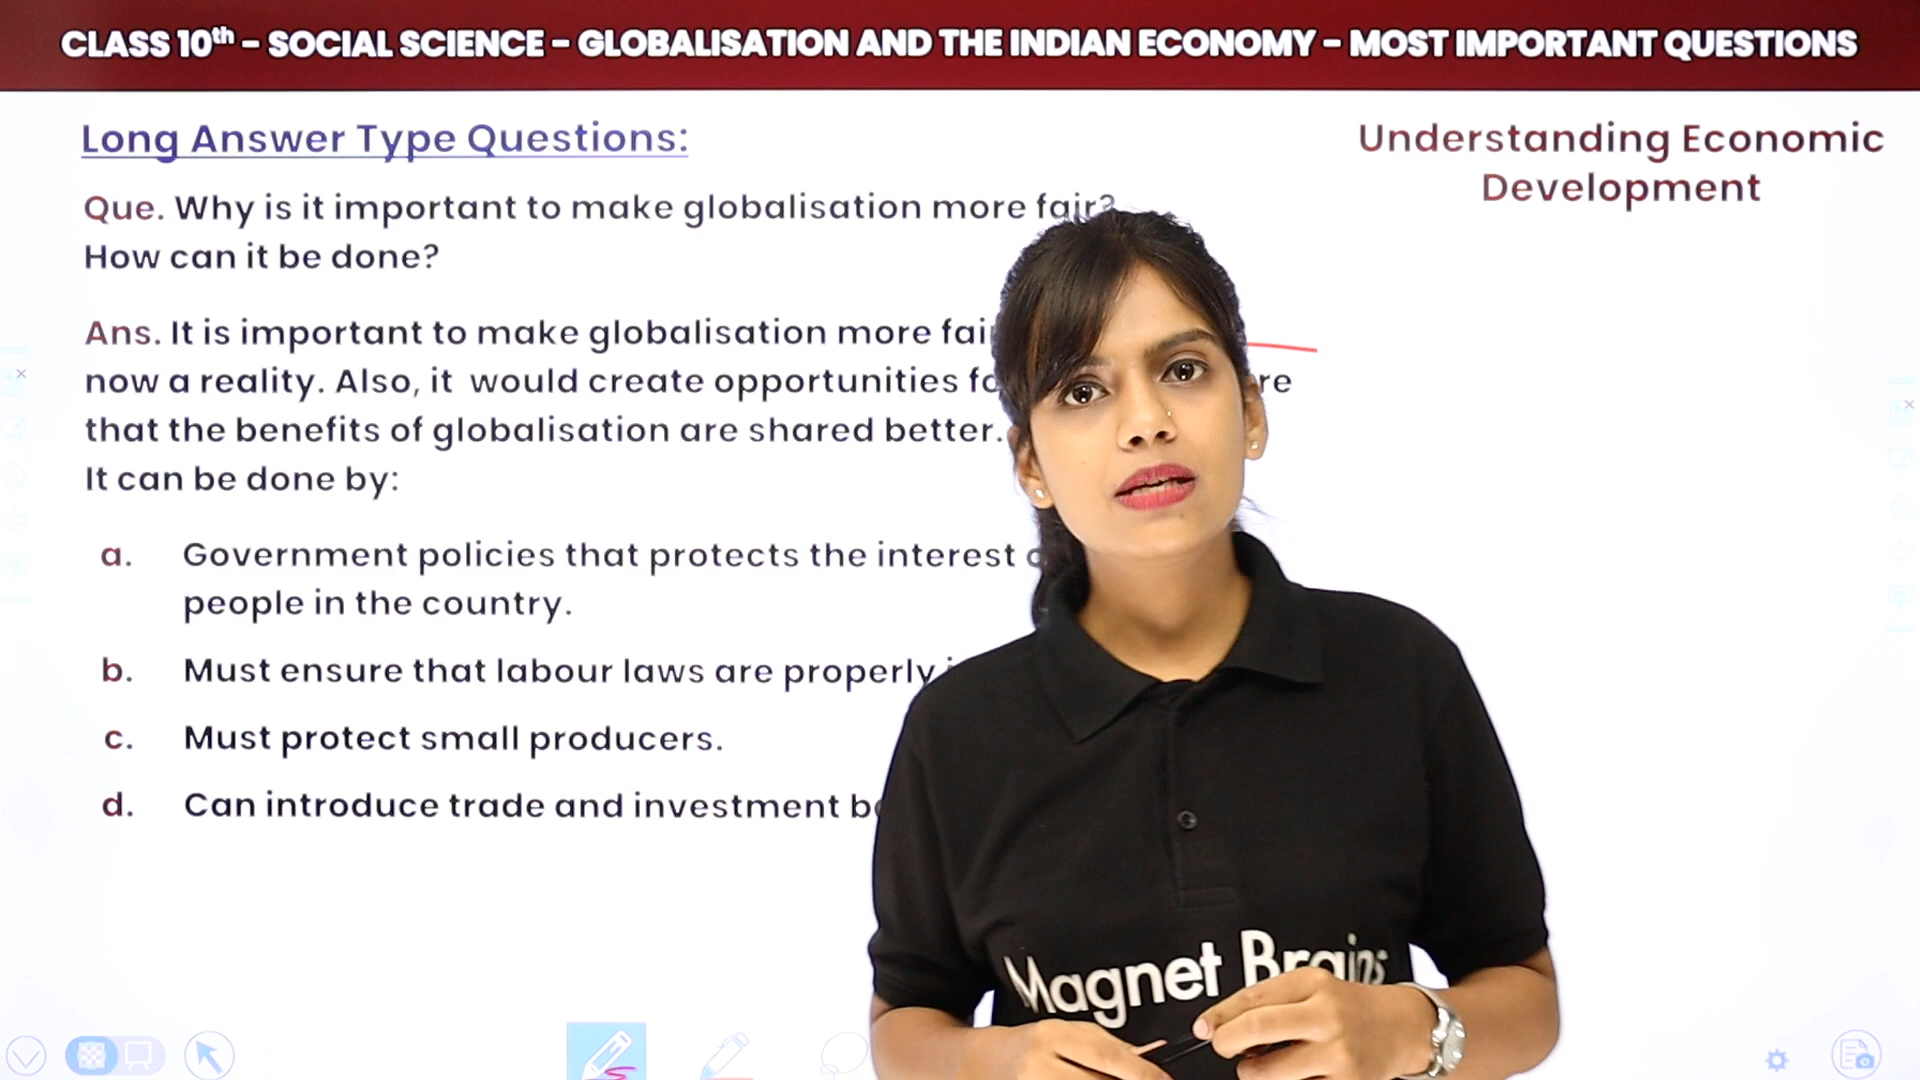 CLASS 10th - SOCIAL SCIENCE - GLOBALISATION AND THE INDIAN ECONOMY - MOST IMPORTANT QUESTIONS
Long Answer Type Questions:
Understanding Economic
Development
Que. Why is it important to make globalisation more fair?
How can it be done?
Ans. It is important to make globalisation more
now a reality. Also, it would create opportunities
that the benefits of globalisation are shared better.
It can be done by:
a. Government policies that protects the interest
people in the country.
b. Must ensure that labour laws are properly
c. Must protect small producers.
d. Can introduce trade and investment
Magnet Brains